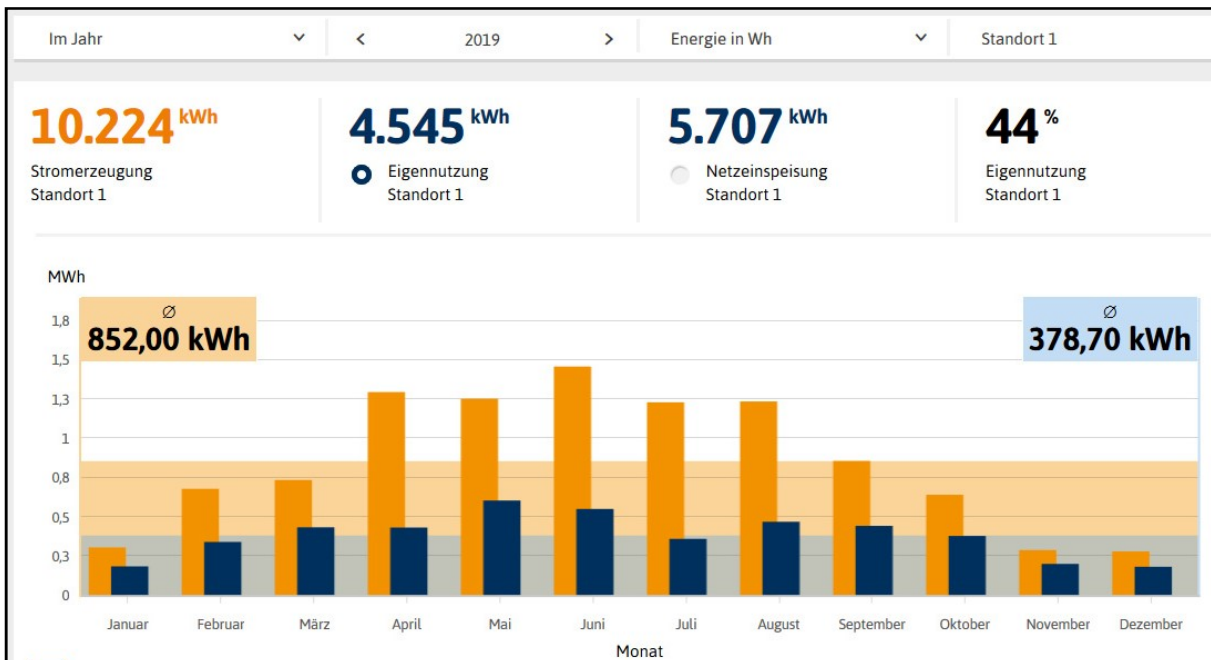 Im Jahr
2019
Energie in Wh
Standort 1
10.224 kWh
Stromerzeugung
Standort 1
4.545 kWh
Eigennutzung
Standort 1
5.707 kWh
Netzeinspeisung
Standort 1
44 %
Eigennutzung
Standort 1
MWh
Ø
852,00 kWh
Ø
378,70 kWh
1,8
1,5
1,3
1
0,8
0,5
0,3
0
Januar Februar März April Mai Juni Juli August September Oktober November Dezember
Monat